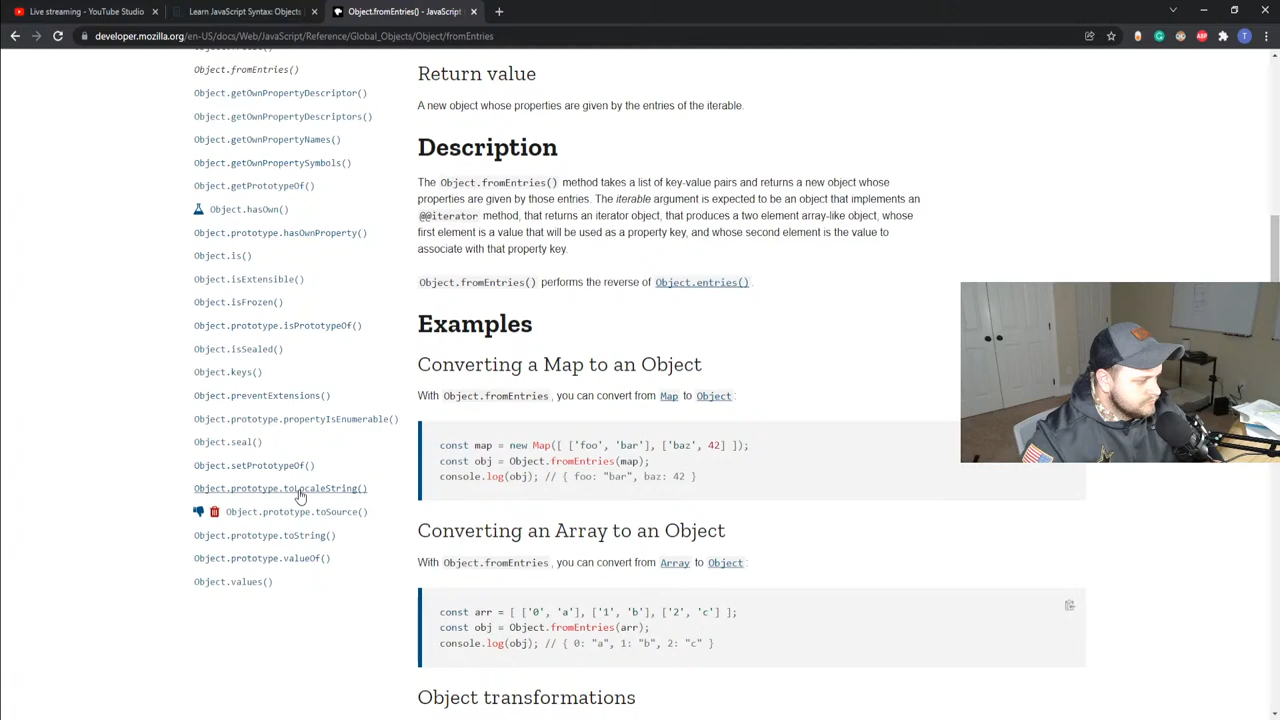 Live streaming - YouTube Studio
Learn JavaScript Syntax: Objects
Object.fromEntries() - JavaScript
developer.mozilla.org/en-US/docs/Web/JavaScript/Reference/Global_Objects/Object/fromEntries
Object.fromEntries()
Object.getOwnPropertyDescriptor()
Object.getOwnPropertyDescriptors()
Object.getOwnPropertyNames()
Object.getOwnPropertySymbols()
Object.getPrototypeOf()
Object.hasOwn()
Object.prototype.hasOwnProperty()
Object.is()
Object.isExtensible()
Object.isFrozen()
Object.prototype.isPrototypeOf()
Object.isSealed()
Object.keys()
Object.preventExtensions()
Object.prototype.propertyIsEnumerable()
Object.seal()
Object.setPrototypeOf()
Object.prototype.toLocaleString()
Object.prototype.toSource()
Object.prototype.toString()
Object.prototype.valueOf()
Object.values()
Return value
A new object whose properties are given by the entries of the iterable.
Description
The Object.fromEntries() method takes a list of key-value pairs and returns a new object whose
properties are given by those entries. The iterable argument is expected to be an object that implements an
@@iterator method, that returns an iterator object, that produces a two element array-like object, whose
first element is a value that will be used as a property key, and whose second element is the value to
associate with that property key.
Object.fromEntries() performs the reverse of Object.entries().
Examples
Converting a Map to an Object
With Object.fromEntries, you can convert from Map to Object:
const map = new Map([ ['foo', 'bar'], ['baz', 42] ]);
const obj = Object.fromEntries(map);
console.log(obj); // { foo: "bar", baz: 42 }
Converting an Array to an Object
With Object.fromEntries, you can convert from Array to Object:
const arr = [ ['0', 'a'], ['1', 'b'], ['2', 'c'] ];
const obj = Object.fromEntries(arr);
console.log(obj); // { 0: "a", 1: "b", 2: "c" }
Object transformations